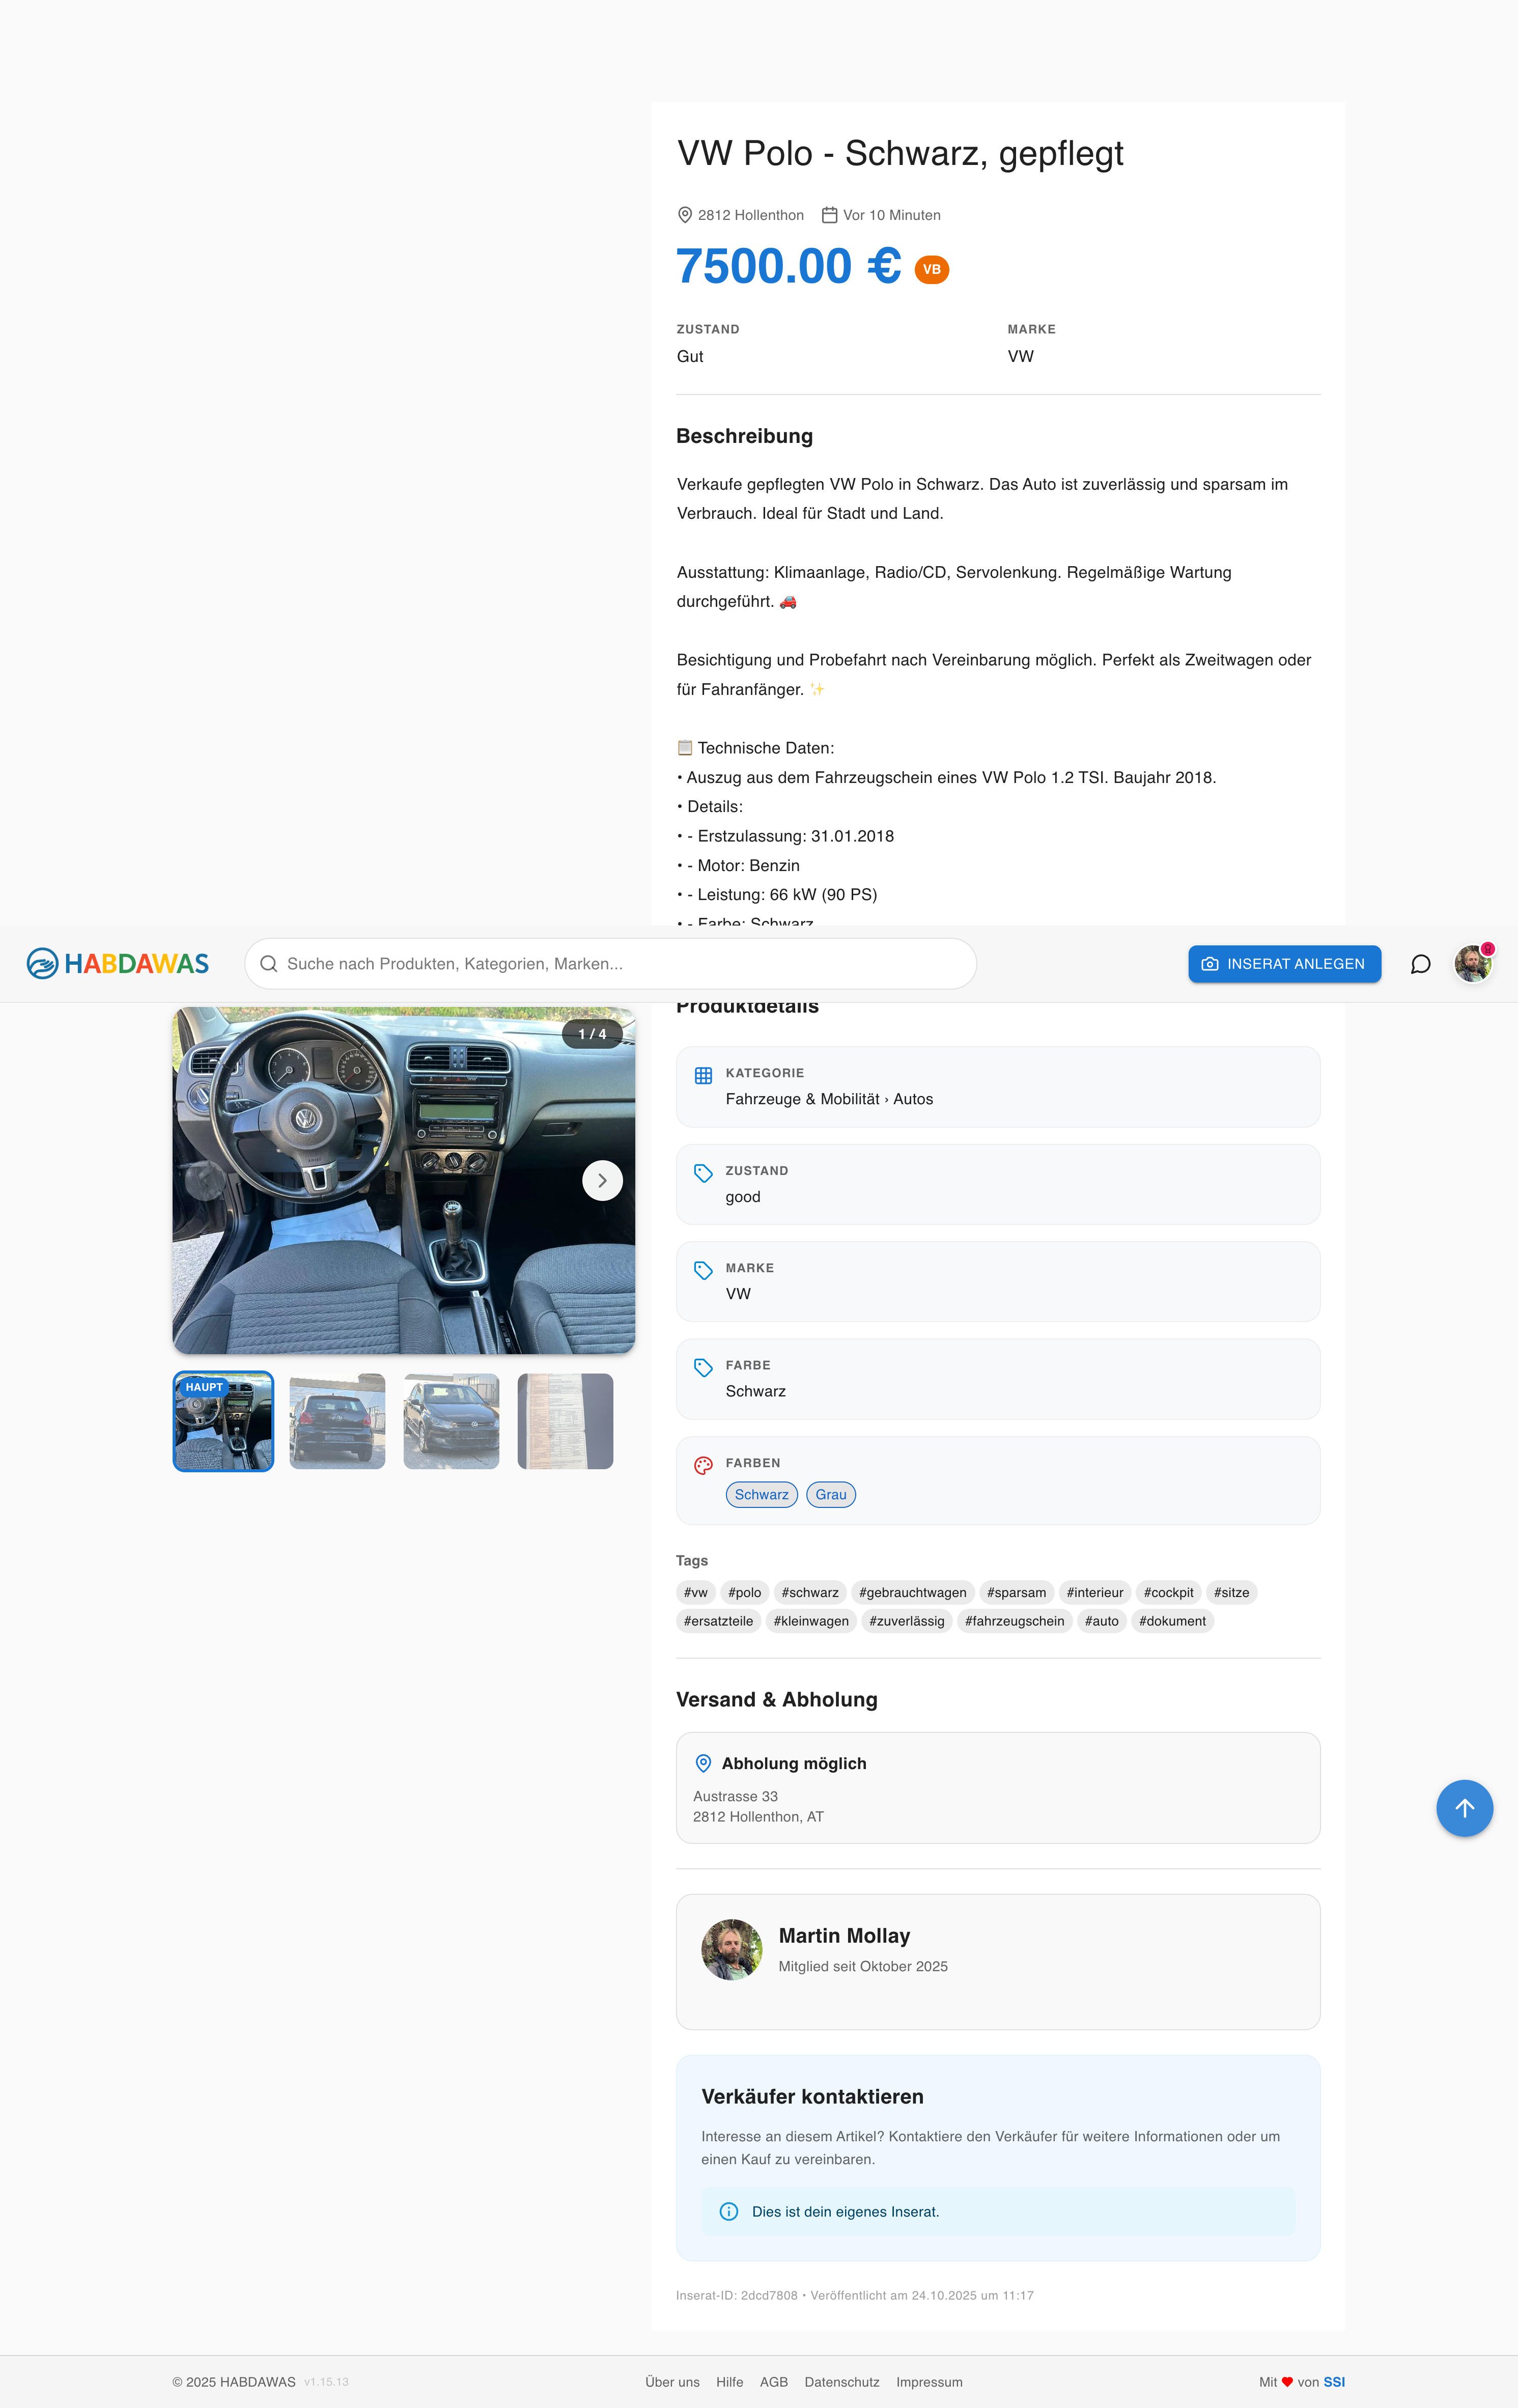 VW Polo - Schwarz, gepflegt
2812 Hollenthon Vor 10 Minuten
7500.00 € VB
ZUSTAND MARKE
Gut VW
Beschreibung
Verkaufe gepflegten VW Polo in Schwarz. Das Auto ist zuverlässig und sparsam im
Verbrauch. Ideal für Stadt und Land.
Ausstattung: Klimaanlage, Radio/CD, Servolenkung. Regelmäßige Wartung
durchgeführt. 🚗
Besichtigung und Probefahrt nach Vereinbarung möglich. Perfekt als Zweitwagen oder
für Fahranfänger. ✨
📋 Technische Daten:
• Auszug aus dem Fahrzeugschein eines VW Polo 1.2 TSI. Baujahr 2018.
• Details:
• - Erstzulassung: 31.01.2018
• - Motor: Benzin
• - Leistung: 66 kW (90 PS)
• - Farbe: Schwarz
HABDAWAS
Suche nach Produkten, Kategorien, Marken...
INSERAT ANLEGEN
Produktdetails
1 / 4
HAUPT
KATEGORIE
Fahrzeuge & Mobilität › Autos
ZUSTAND
good
MARKE
VW
FARBE
Schwarz
FARBEN
Schwarz Grau
Tags
#vw #polo #schwarz #gebrauchtwagen #sparsam #interieur #cockpit #sitze
#ersatzteile #kleinwagen #zuverlässig #fahrzeugschein #auto #dokument
Versand & Abholung
Abholung möglich
Austrasse 33
2812 Hollenthon, AT
Martin Mollay
Mitglied seit Oktober 2025
Verkäufer kontaktieren
Interesse an diesem Artikel? Kontaktiere den Verkäufer für weitere Informationen oder um
einen Kauf zu vereinbaren.
Dies ist dein eigenes Inserat.
Inserat-ID: 2dcd7808 • Veröffentlicht am 24.10.2025 um 11:17
© 2025 HABDAWAS v1.15.13 Über uns Hilfe AGB Datenschutz Impressum Mit ❤ von SSI